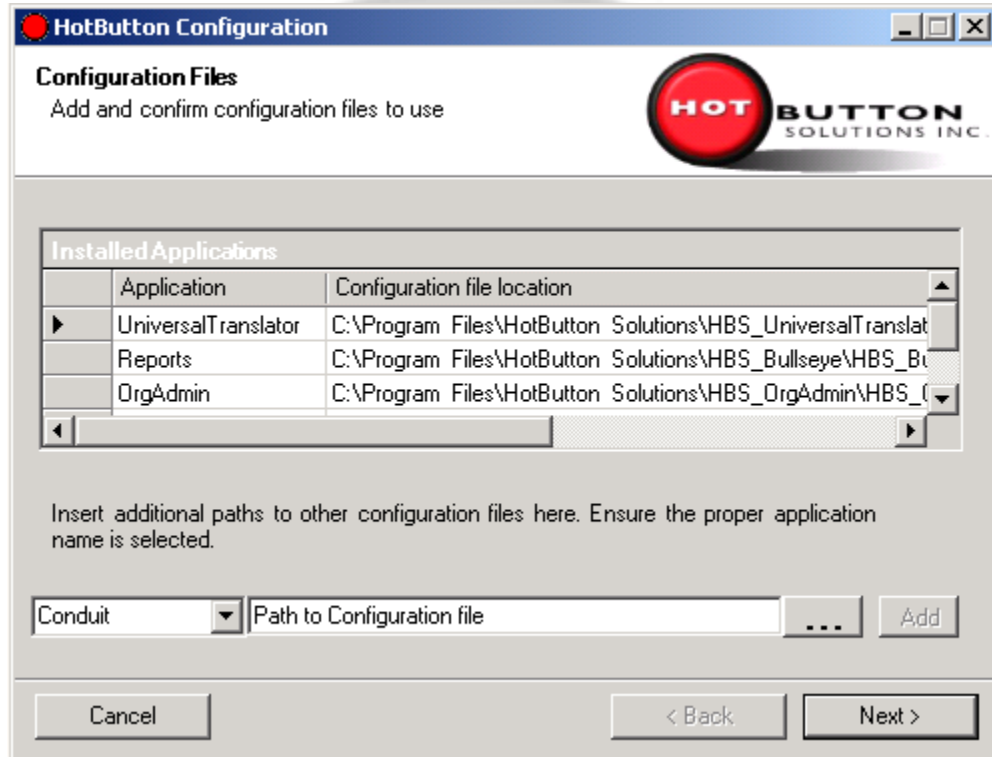 HotButton Configuration
Configuration Files
Add and confirm configuration files to use
HOT BUTTON
SOLUTIONS INC.
Installed Applications
Application Configuration file location
UniversalTranslator C:\Program Files\HotButton Solutions\HBS_UniversalTranslat
Reports C:\Program Files\HotButton Solutions\HBS_Bullseye\HBS_Bu
OrgAdmin C:\Program Files\HotButton Solutions\HBS_OrgAdmin\HBS_
Insert additional paths to other configuration files here. Ensure the proper application
name is selected.
Conduit Path to Configuration file ... Add
Cancel < Back Next >